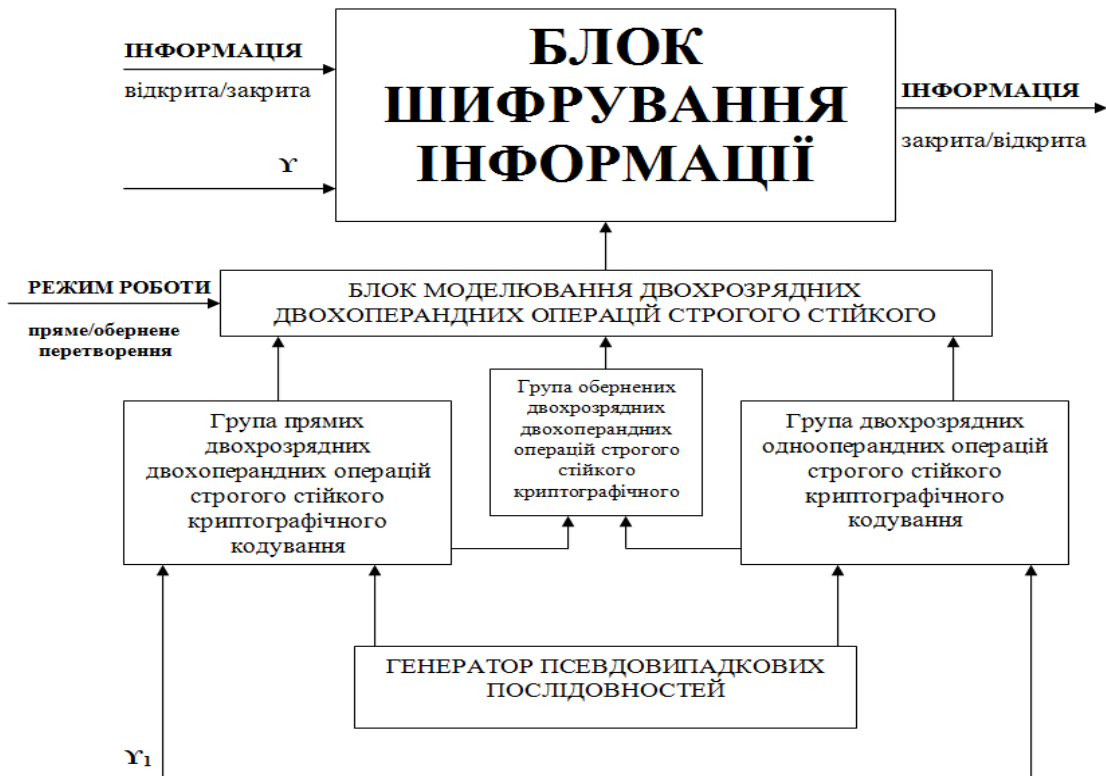 ІНФОРМАЦІЯ
відкрита/закрита
ϒ
БЛОК
ШИФРУВАННЯ
ІНФОРМАЦІЇ
ІНФОРМАЦІЯ
закрита/відкрита
РЕЖИМ РОБОТИ
пряме/обернене
перетворення
БЛОК МОДЕЛЮВАННЯ ДВОХРОЗРЯДНИХ
ДВОХОПЕРАНДНИХ ОПЕРАЦІЙ СТРОГОГО СТІЙКОГО
Група прямих
двохрозрядних
двохоперандних операцій
строгого стійкого
криптографічного
кодування
Група обернених
двохрозрядних
двохоперандних
операцій строгого
стійкого
криптографічного
Група двохрозрядних
однооперандних операцій
строгого стійкого
криптографічного
кодування
ГЕНЕРАТОР ПСЕВДОВИПАДКОВИХ
ПОСЛІДОВНОСТЕЙ
ϒ₁